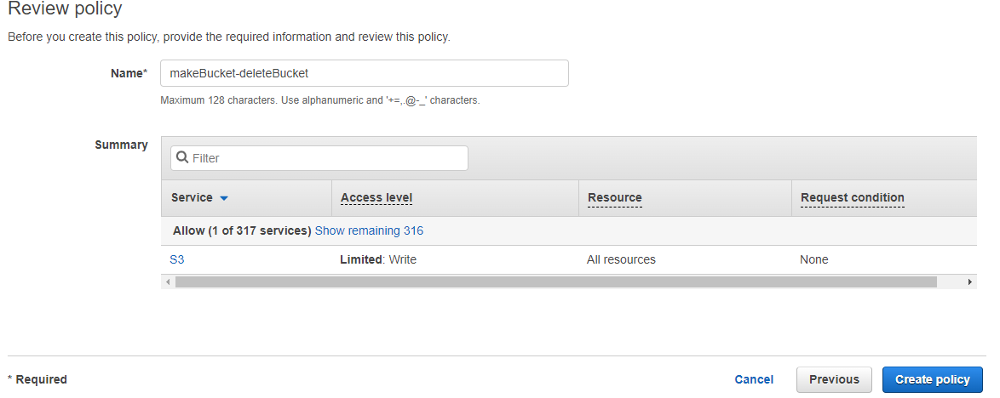 Review policy
Before you create this policy, provide the required information and review this policy.
Name* makeBucket-deleteBucket
Maximum 128 characters. Use alphanumeric and '+=,.@-_' characters.
Summary
Filter
Service Access level Resource Request condition
Allow (1 of 317 services) Show remaining 316
S3 Limited: Write All resources None
* Required Cancel Previous Create policy